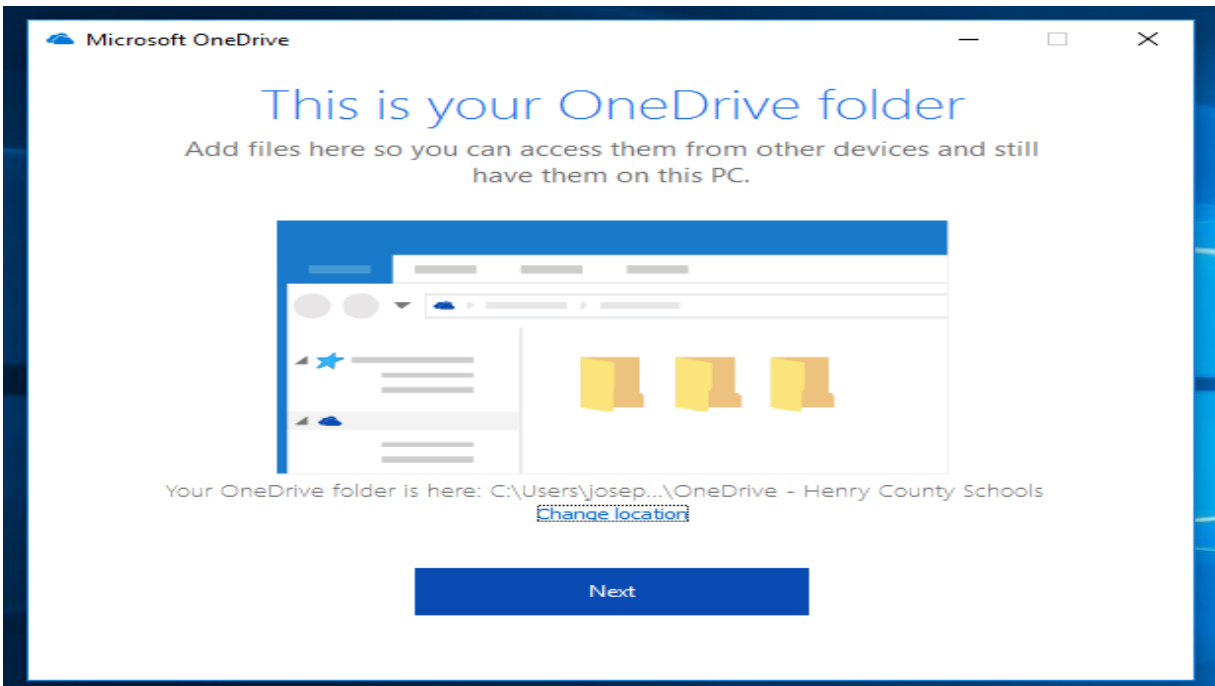 Microsoft OneDrive
This is your OneDrive folder
Add files here so you can access them from other devices and still
have them on this PC.
Your OneDrive folder is here: C:\Users\josep...\OneDrive - Henry County Schools
Change location
Next